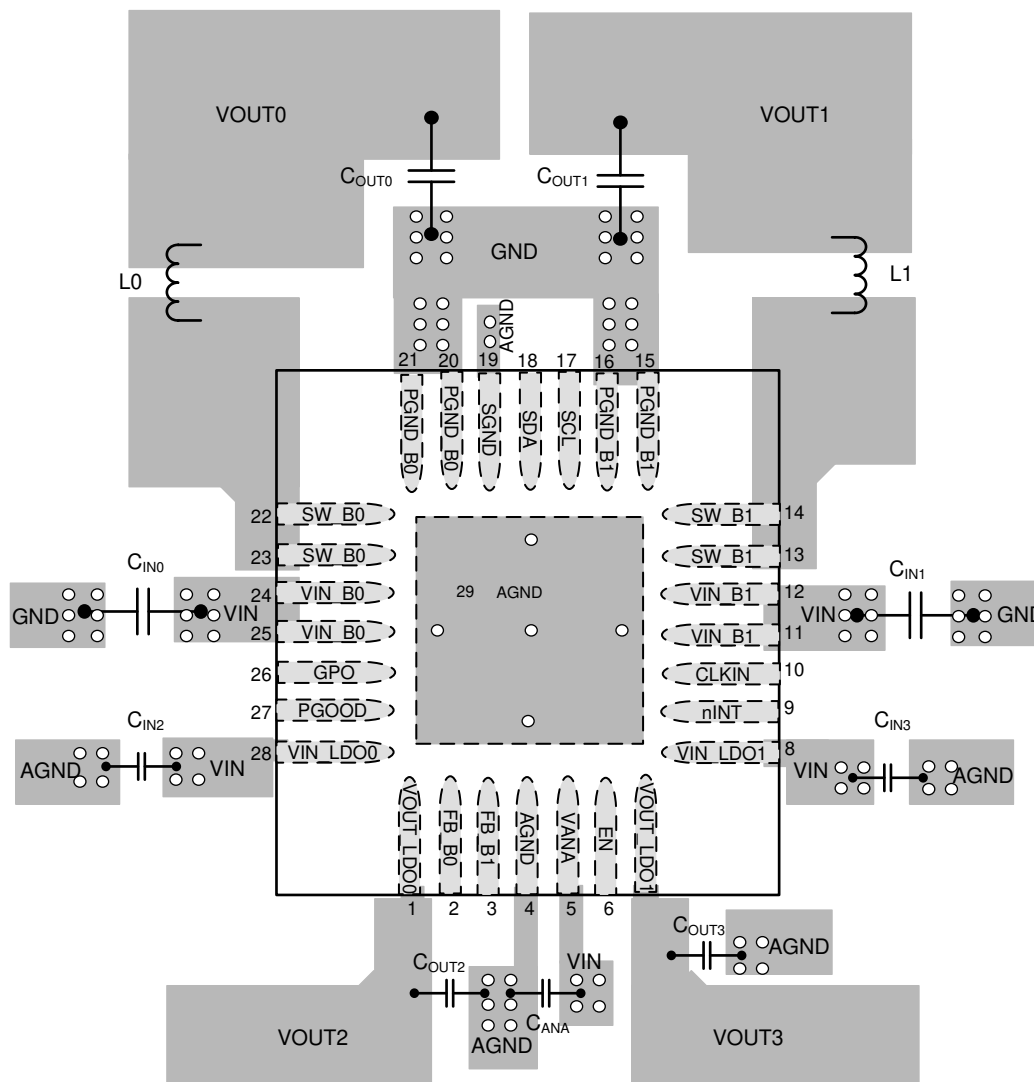 VOUT0
VOUT1
COUT0
COUT1
GND
L0
L1
AGND
21 20 19 18 17 16 15
PGND_B0
PGND_B0
SGND
SDA
SCL
PGND_B1
PGND_B1
22 SW_B0
SW_B1 14
23 SW_B0
SW_B1 13
CIN0
CIN1
24 VIN_B0
29 AGND
VIN_B1 12
GND
VIN
VIN
GND
25 VIN_B0
VIN_B1 11
26 GPO
CLKIN 10
27 PGOOD
nINT 9
CIN2
CIN3
28 VIN_LDO0
VIN_LDO1 8
AGND
VIN
VIN
AGND
VOUT_LDO0
FB_B0
FB_B1
AGND
VANA
EN
VOUT_LDO1
1 2 3 4 5 6
COUT3
AGND
COUT2
VIN
CANA
VOUT2
AGND
VOUT3